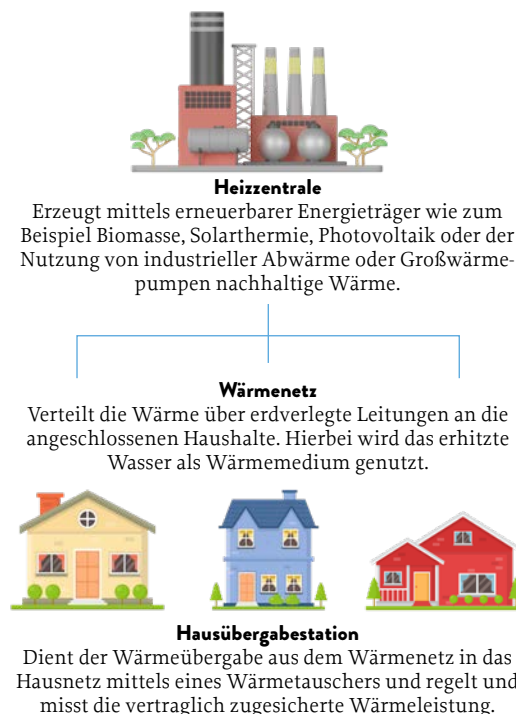 Heizzentrale
Erzeugt mittels erneuerbarer Energieträger wie zum
Beispiel Biomasse, Solarthermie, Photovoltaik oder der
Nutzung von industrieller Abwärme oder Großwärme-
pumpen nachhaltige Wärme.
Wärmenetz
Verteilt die Wärme über erdverlegte Leitungen an die
angeschlossenen Haushalte. Hierbei wird das erhitzte
Wasser als Wärmemedium genutzt.
Hausübergabestation
Dient der Wärmeübergabe aus dem Wärmenetz in das
Hausnetz mittels eines Wärmetauschers und regelt und
misst die vertraglich zugesicherte Wärmeleistung.